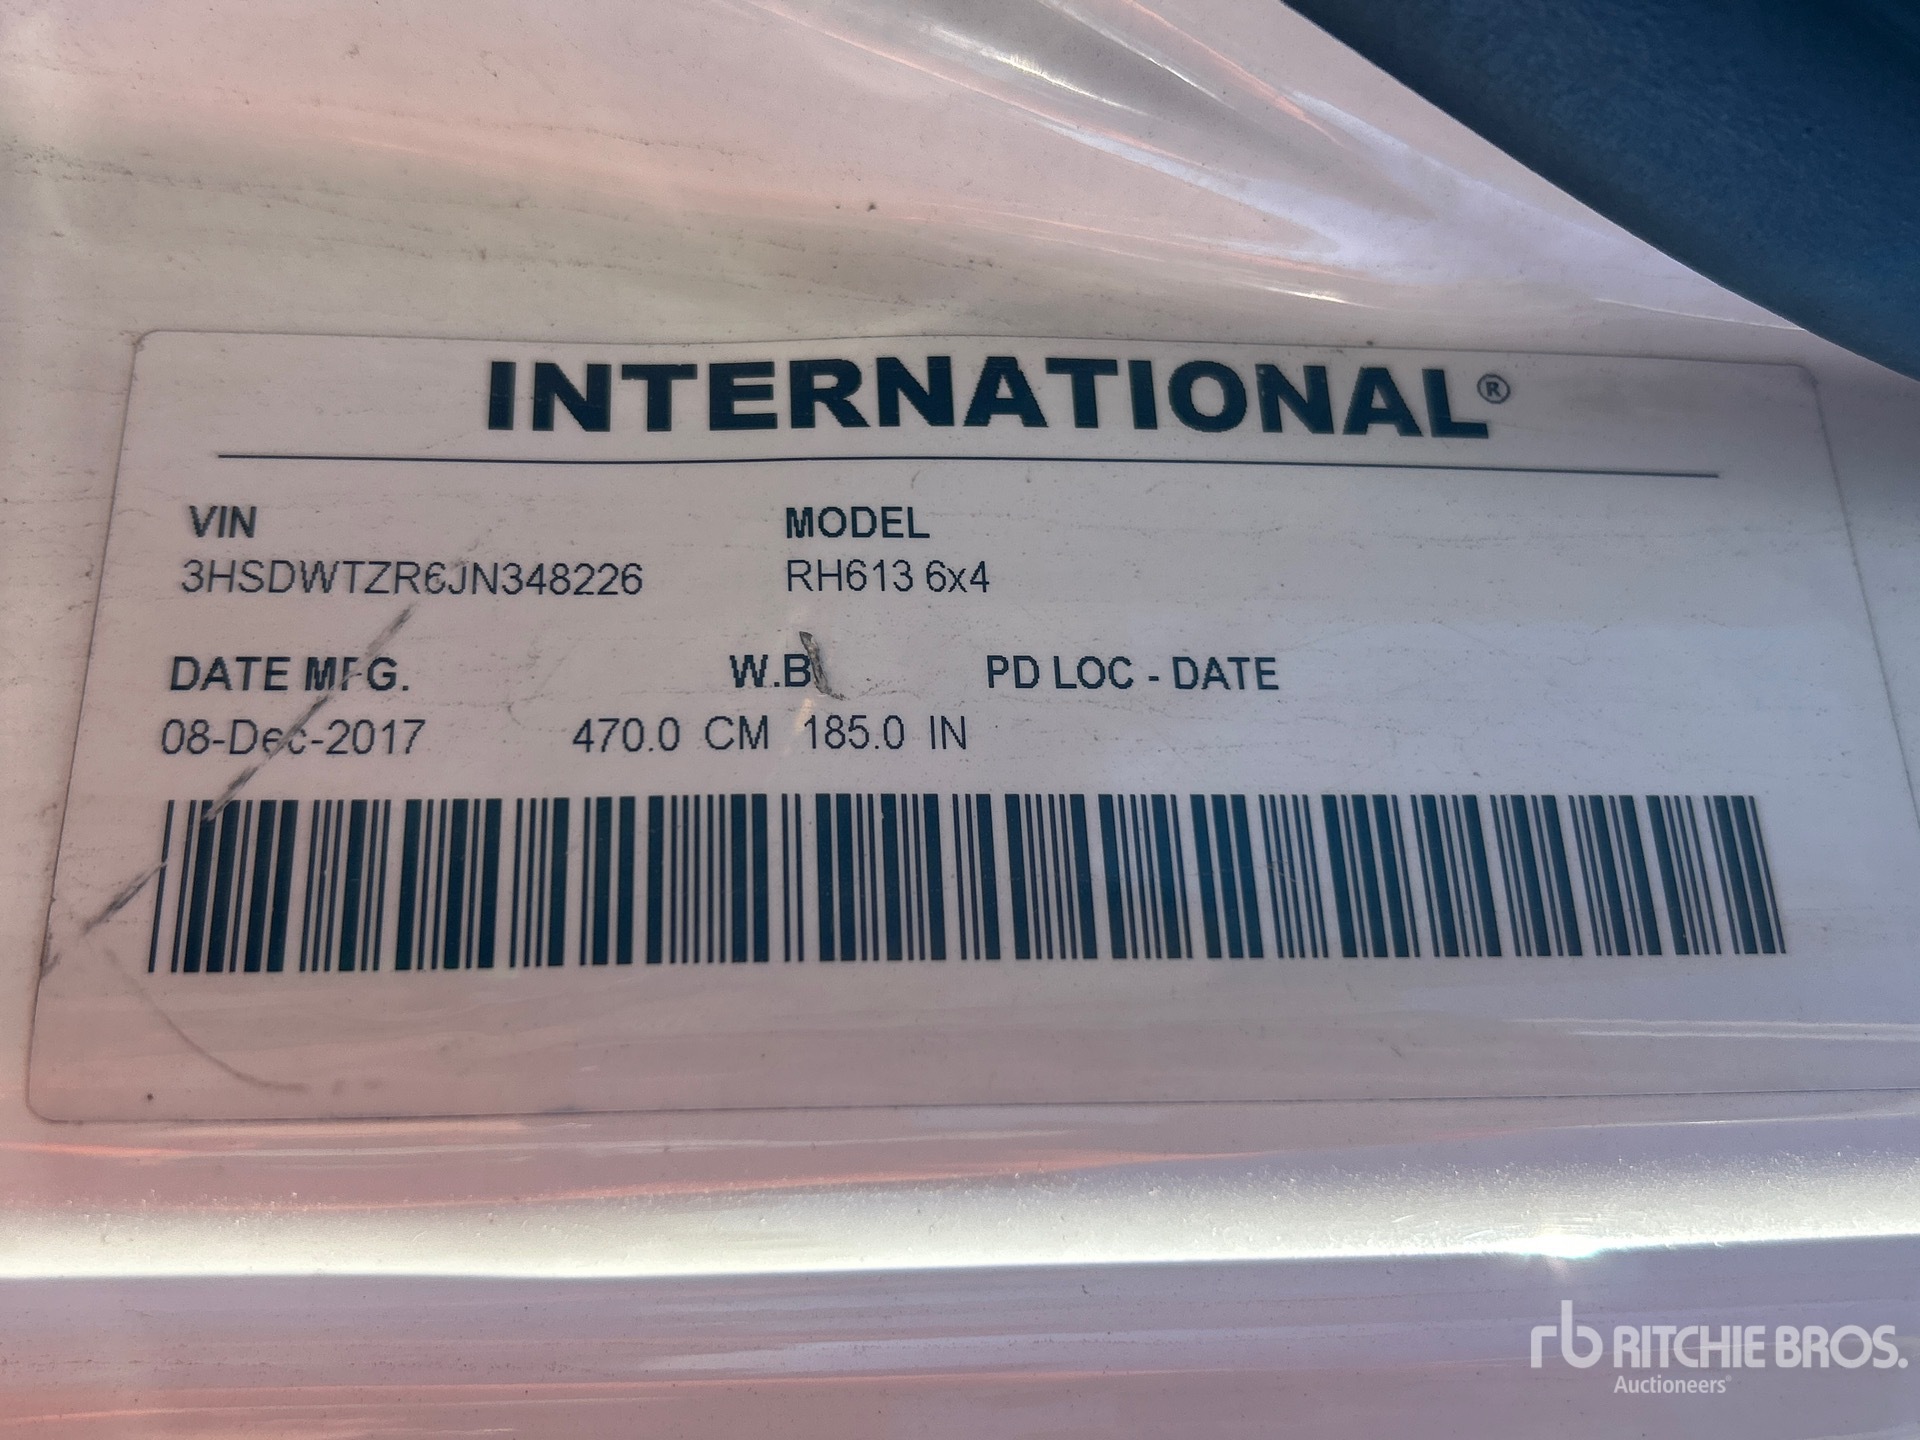 INTERNATIONAL®
VIN MODEL
3HSDWTZR6JN348226 RH613 6x4
DATE MFG. W.B. PD LOC - DATE
08-Dec-2017 470.0 CM 185.0 IN
rb RITCHIE BROS.
Auctioneers®